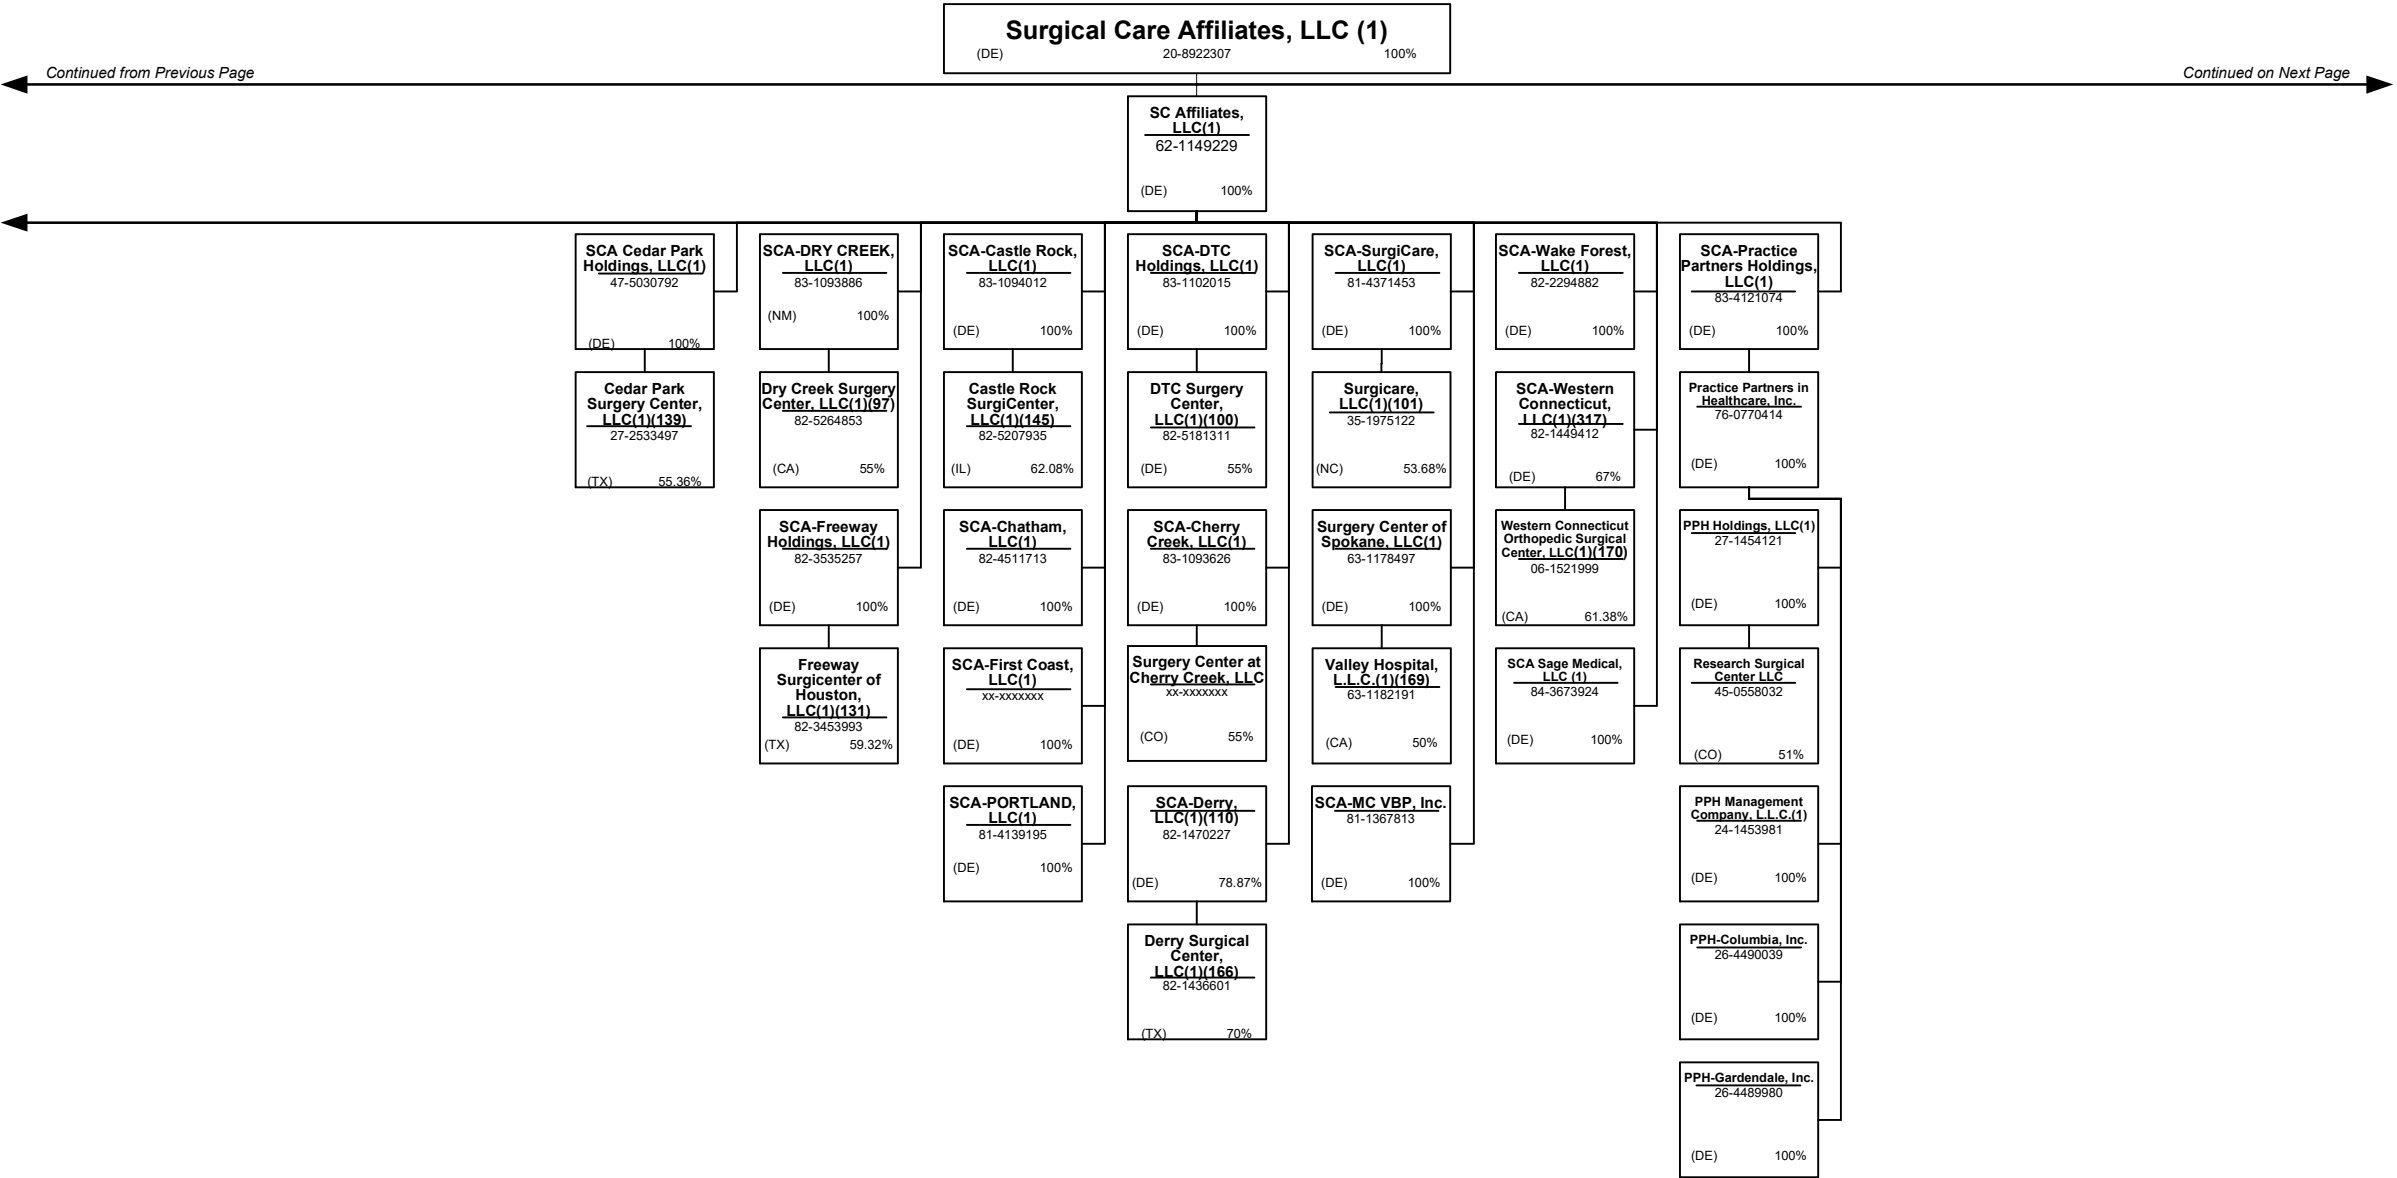 Surgical Care Affiliates, LLC (1)
(DE) 20-8922307 100%
Continued from Previous Page
Continued on Next Page
SC Affiliates,
LLC(1)
62-1149229
(DE) 100%
SCA Cedar Park
Holdings, LLC(1)
47-5030792
(DE) 100%
SCA-DRY CREEK,
LLC(1)
83-1093886
(NM) 100%
SCA-Castle Rock,
LLC(1)
83-1094012
(DE) 100%
SCA-DTC
Holdings, LLC(1)
83-1102015
(DE) 100%
SCA-SurgiCare,
LLC(1)
81-4371453
(DE) 100%
SCA-Wake Forest,
LLC(1)
82-2294882
(DE) 100%
SCA-Practice
Partners Holdings,
LLC(1)
83-4121074
(DE) 100%
Cedar Park
Surgery Center,
LLC(1)(139)
27-2533497
(TX) 55.36%
Dry Creek Surgery
Center, LLC(1)(97)
82-5264853
(CA) 55%
Castle Rock
SurgiCenter,
LLC(1)(145)
82-5207935
(IL) 62.08%
DTC Surgery
Center,
LLC(1)(100)
82-5181311
(DE) 55%
Surgicare,
LLC(1)(101)
35-1975122
(NC) 53.68%
SCA-Western
Connecticut,
LLC(1)(317)
82-1449412
(DE) 67%
Practice Partners in
Healthcare, Inc.
76-0770414
(DE) 100%
SCA-Freeway
Holdings, LLC(1)
82-3535257
(DE) 100%
SCA-Chatham,
LLC(1)
82-4511713
(DE) 100%
SCA-Cherry
Creek, LLC(1)
83-1093626
(DE) 100%
Surgery Center of
Spokane, LLC(1)
63-1178497
(DE) 100%
Western Connecticut
Orthopedic Surgical
Center, LLC(1)(170)
06-1521999
(CA) 61.38%
PPH Holdings, LLC(1)
27-1454121
(DE) 100%
Freeway
Surgicenter of
Houston,
LLC(1)(131)
82-3453993
(TX) 59.32%
SCA-First Coast,
LLC(1)
xx-xxxxxxx
(DE) 100%
Surgery Center at
Cherry Creek, LLC
xx-xxxxxxx
(CO) 55%
Valley Hospital,
L.L.C.(1)(169)
63-1182191
(CA) 50%
SCA Sage Medical,
LLC (1)
84-3673924
(DE) 100%
Research Surgical
Center LLC
45-0558032
(CO) 51%
SCA-PORTLAND,
LLC(1)
81-4139195
(DE) 100%
SCA-Derry,
LLC(1)(110)
82-1470227
(DE) 78.87%
SCA-MC VBP, Inc.
81-1367813
(DE) 100%
PPH Management
Company, L.L.C.(1)
24-1453981
(DE) 100%
Derry Surgical
Center,
LLC(1)(166)
82-1436601
(TX) 70%
PPH-Columbia, Inc.
26-4490039
(DE) 100%
PPH-Gardendale, Inc.
26-4489980
(DE) 100%